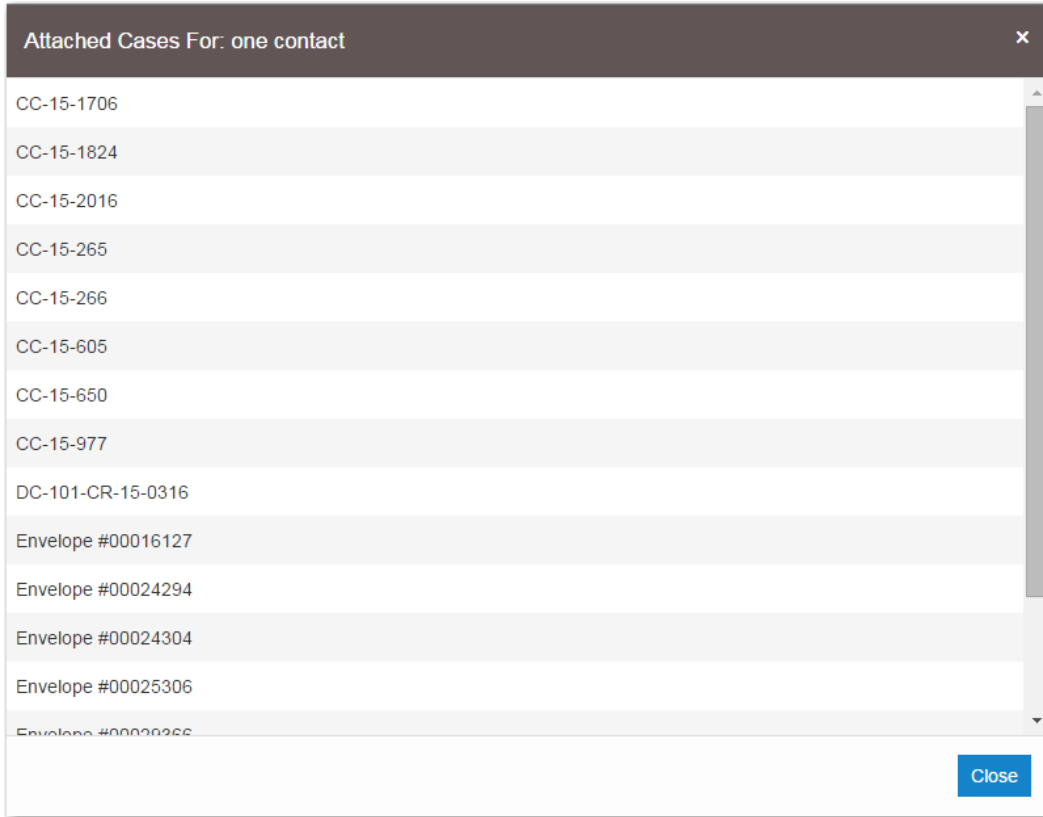 Attached Cases For: one contact
×
CC-15-1706
CC-15-1824
CC-15-2016
CC-15-265
CC-15-266
CC-15-605
CC-15-650
CC-15-977
DC-101-CR-15-0316
Envelope #00016127
Envelope #00024294
Envelope #00024304
Envelope #00025306
Envelope #00029366
Close